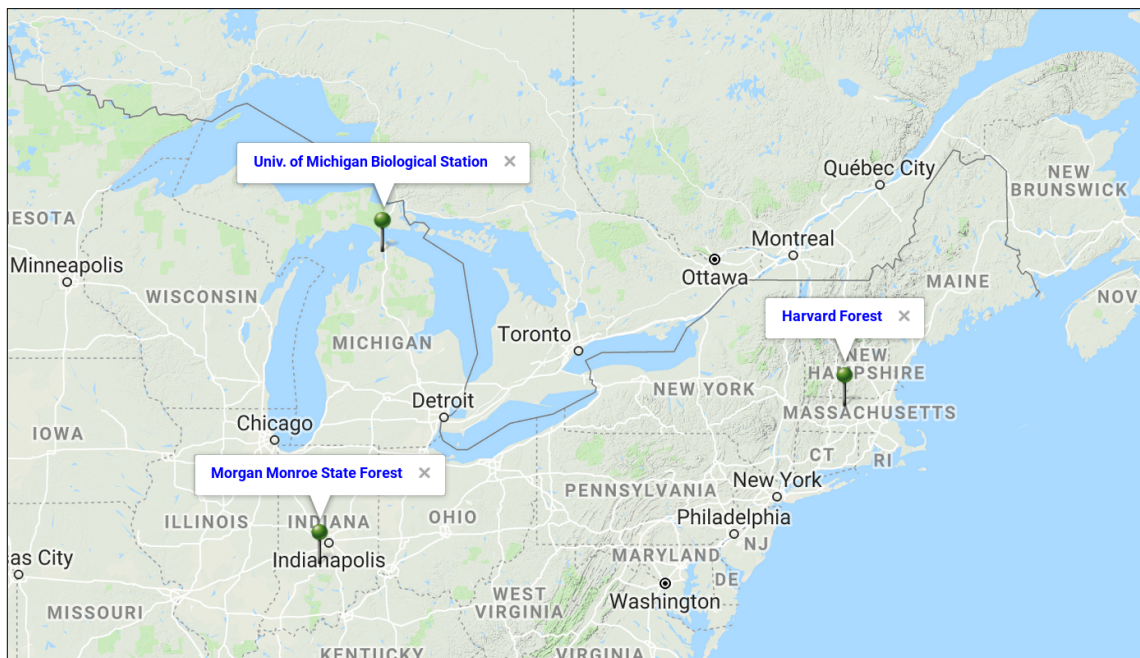 Univ. of Michigan Biological Station
Québec City
NEW
BRUNSWICK
NESOTA
Montreal
Minneapolis
Ottawa
MAINE
WISCONSIN
NOV
Harvard Forest
Toronto
MICHIGAN
NEW
HAMPSHIRE
NEW YORK
Detroit
MASSACHUSETTS
Chicago
IOWA
CT
RI
Morgan Monroe State Forest
New York
PENNSYLVANIA
ILLINOIS
INDIANA
OHIO
Philadelphia
NJ
sas City
Indianapolis
MARYLAND
DE
WEST
VIRGINIA
Washington
MISSOURI
KENTUCKY
VIRGINIA